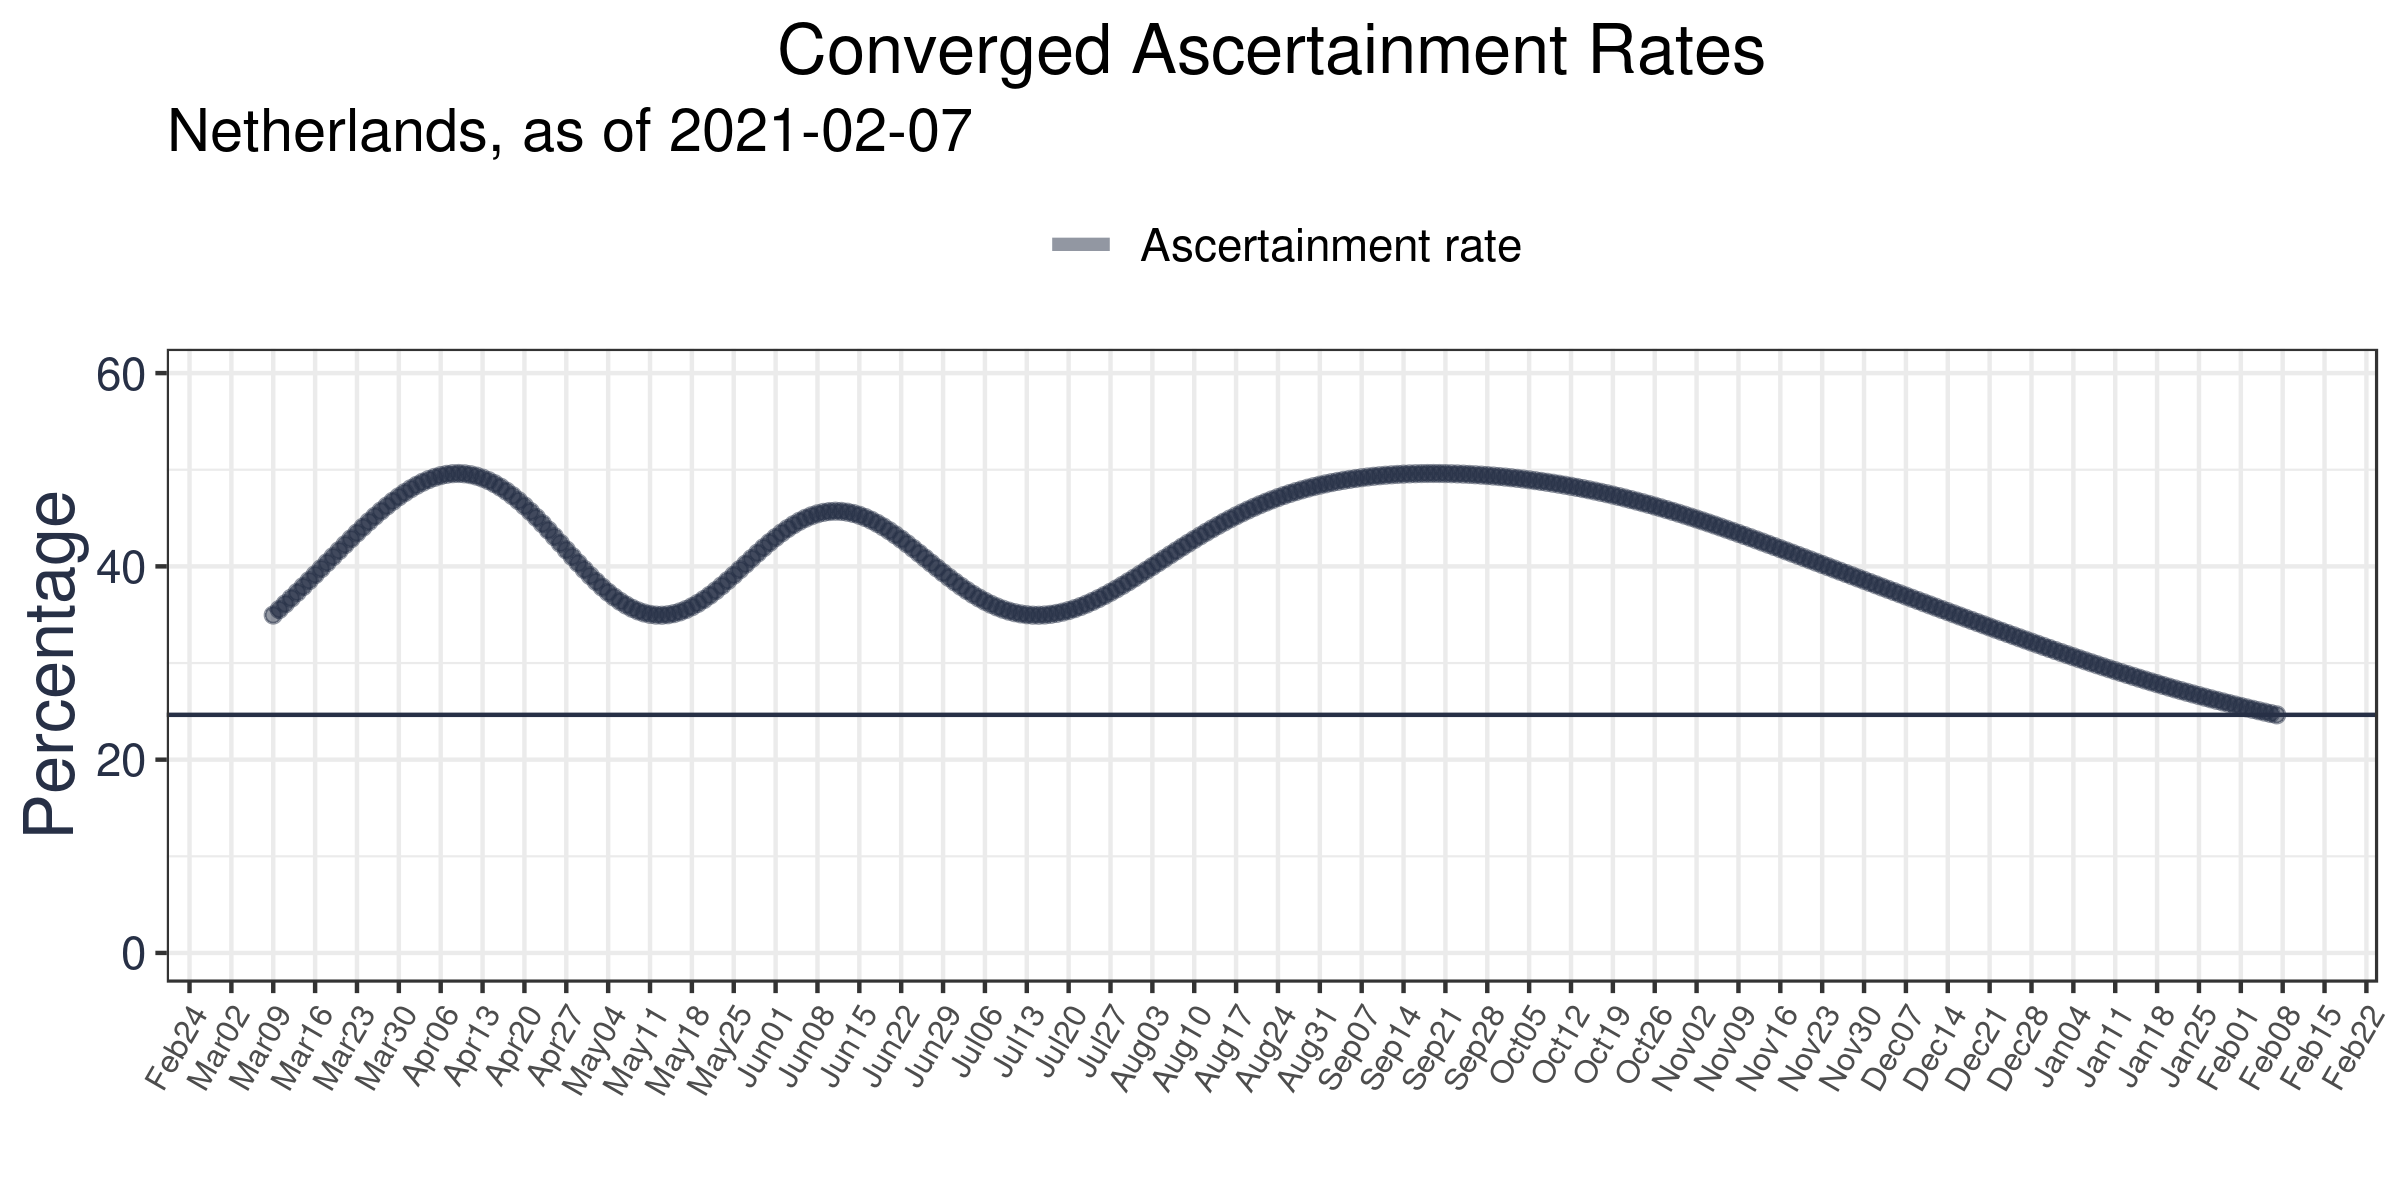 Converged Ascertainment Rates
Netherlands, as of 2021-02-07
Ascertainment rate
Percentage
60
40
20
0
Feb24 Mar02 Mar09 Mar16 Mar23 Mar30 Apr06 Apr13 Apr20 Apr27 May04 May11 May18 May25 Jun01 Jun08 Jun15 Jun22 Jun29 Jul06 Jul13 Jul20 Jul27 Aug03 Aug10 Aug17 Aug24 Aug31 Sep07 Sep14 Sep21 Sep28 Oct05 Oct12 Oct19 Oct26 Nov02 Nov09 Nov16 Nov23 Nov30 Dec07 Dec14 Dec21 Dec28 Jan04 Jan11 Jan18 Jan25 Feb01 Feb08 Feb15 Feb22